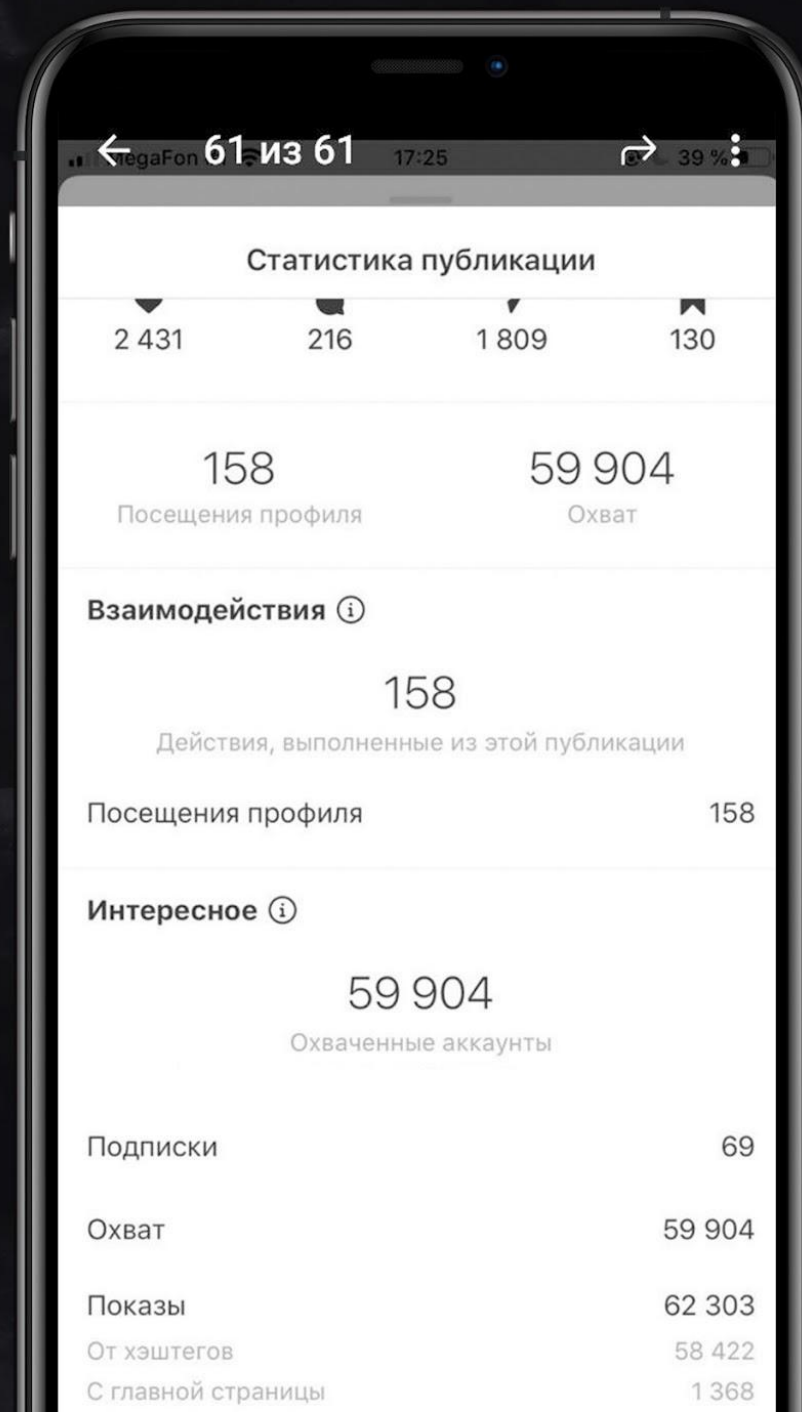 61 из 61
MegaFon 17:25 39 %
Статистика публикации
2 431 216 1 809 130
158 59 904
Посещения профиля Охват
Взаимодействия
158
Действия, выполненные из этой публикации
Посещения профиля 158
Интересное
59 904
Охваченные аккаунты
Подписки 69
Охват 59 904
Показы 62 303
От хэштегов 58 422
С главной страницы 1 368